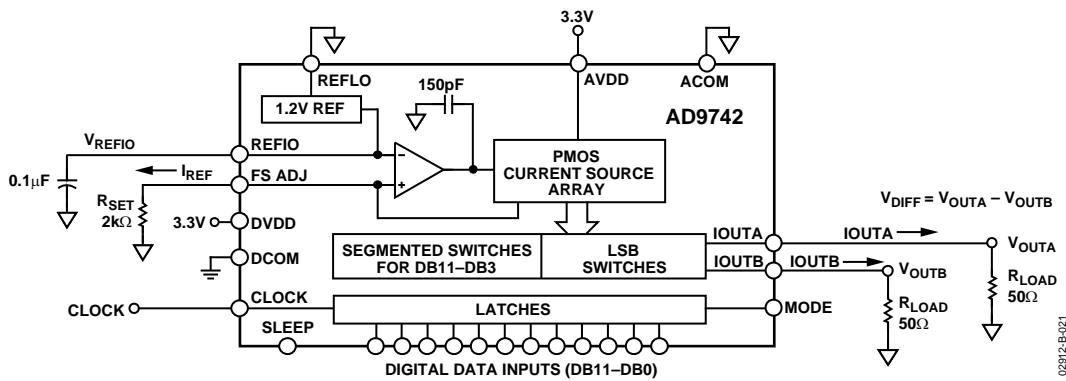 3.3V
REFLO
150pF
AVDD
ACOM
1.2V REF
AD9742
V_REFIO
REFIO
–
PMOS
CURRENT SOURCE
ARRAY
0.1μF
I_REF
FS ADJ
+
R_SET
2kΩ
V_DIFF = V_OUTA – V_OUTB
3.3V
DVDD
IOUTA
IOUTA
V_OUTA
SEGMENTED SWITCHES
FOR DB11–DB3
LSB
SWITCHES
DCOM
IOUTB
IOUTB
V_OUTB
R_LOAD
50Ω
R_LOAD
50Ω
CLOCK
CLOCK
LATCHES
MODE
SLEEP
DIGITAL DATA INPUTS (DB11–DB0)
02912-B-021